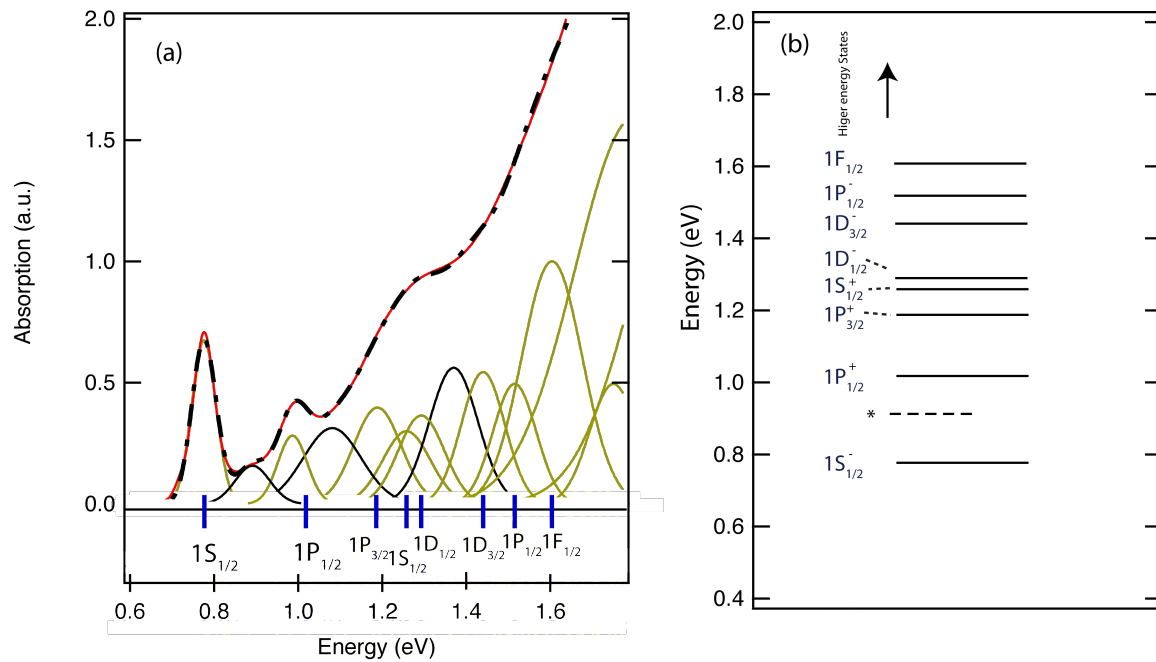 (a)
2.0
1.5
1.0
0.5
0.0
Absorption (a.u.)
1S1/2
1P1/2
1P3/2
1S1/2
1D1/2
1D3/2
1P1/2
1F1/2
0.6 0.8 1.0 1.2 1.4 1.6
Energy (eV)
(b)
2.0
1.8
1.6
1.4
1.2
1.0
0.8
0.6
0.4
Energy (eV)
Higer energy States
1F1/2
1P-1/2
1D-3/2
1D-1/2
1S+1/2
1P+3/2
1P+1/2
*
1S-1/2